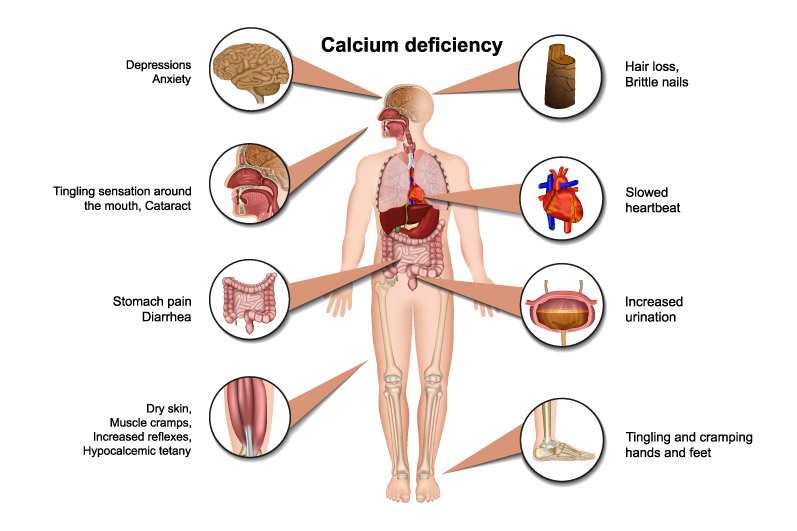 Calcium deficiency
Depressions
Anxiety
Hair loss,
Brittle nails
Tingling sensation around
the mouth, Cataract
Slowed
heartbeat
Stomach pain
Diarrhea
Increased
urination
Dry skin,
Muscle cramps,
Increased reflexes,
Hypocalcemic tetany
Tingling and cramping
hands and feet